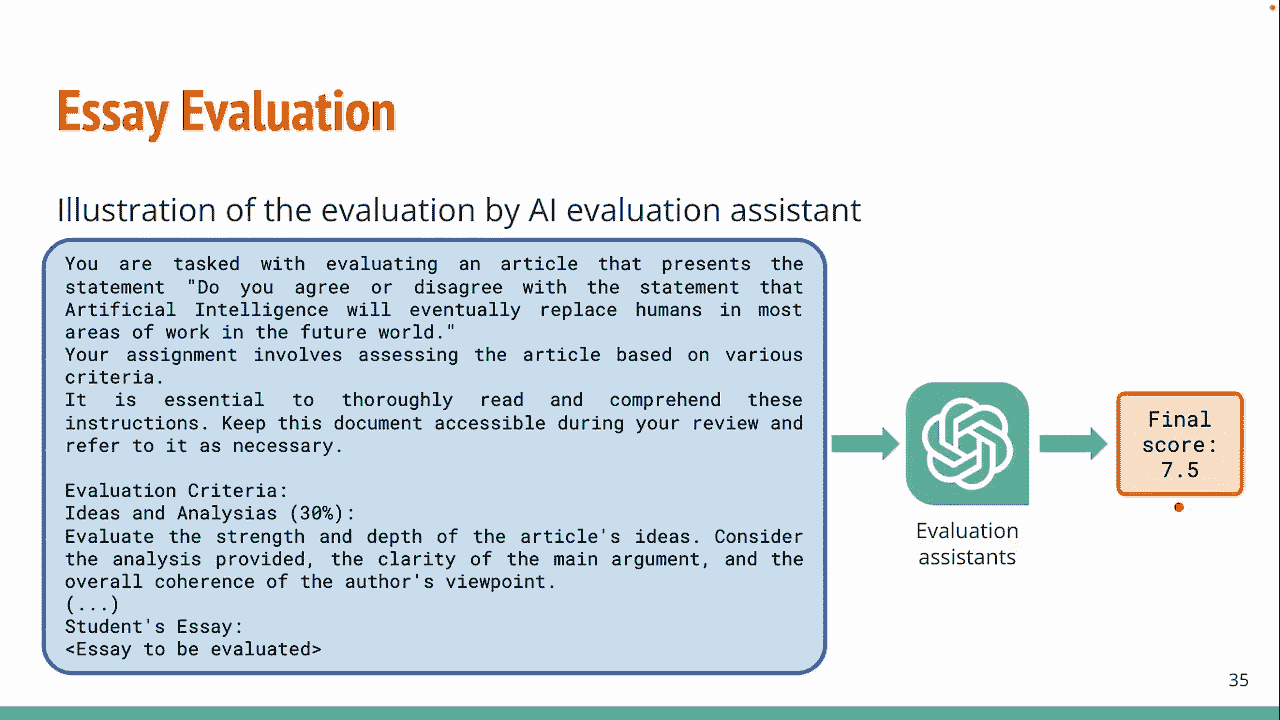 Essay Evaluation
Illustration of the evaluation by AI evaluation assistant
You are tasked with evaluating an article that presents the
statement "Do you agree or disagree with the statement that
Artificial Intelligence will eventually replace humans in most
areas of work in the future world."
Your assignment involves assessing the article based on various
criteria.
It is essential to thoroughly read and comprehend these
instructions. Keep this document accessible during your review and
refer to it as necessary.
Evaluation Criteria:
Ideas and Analysias (30%):
Evaluate the strength and depth of the article's ideas. Consider
the analysis provided, the clarity of the main argument, and the
overall coherence of the author's viewpoint.
(...)
Student's Essay:
<Essay to be evaluated>
Evaluation
assistants
Final
score:
7.5
35